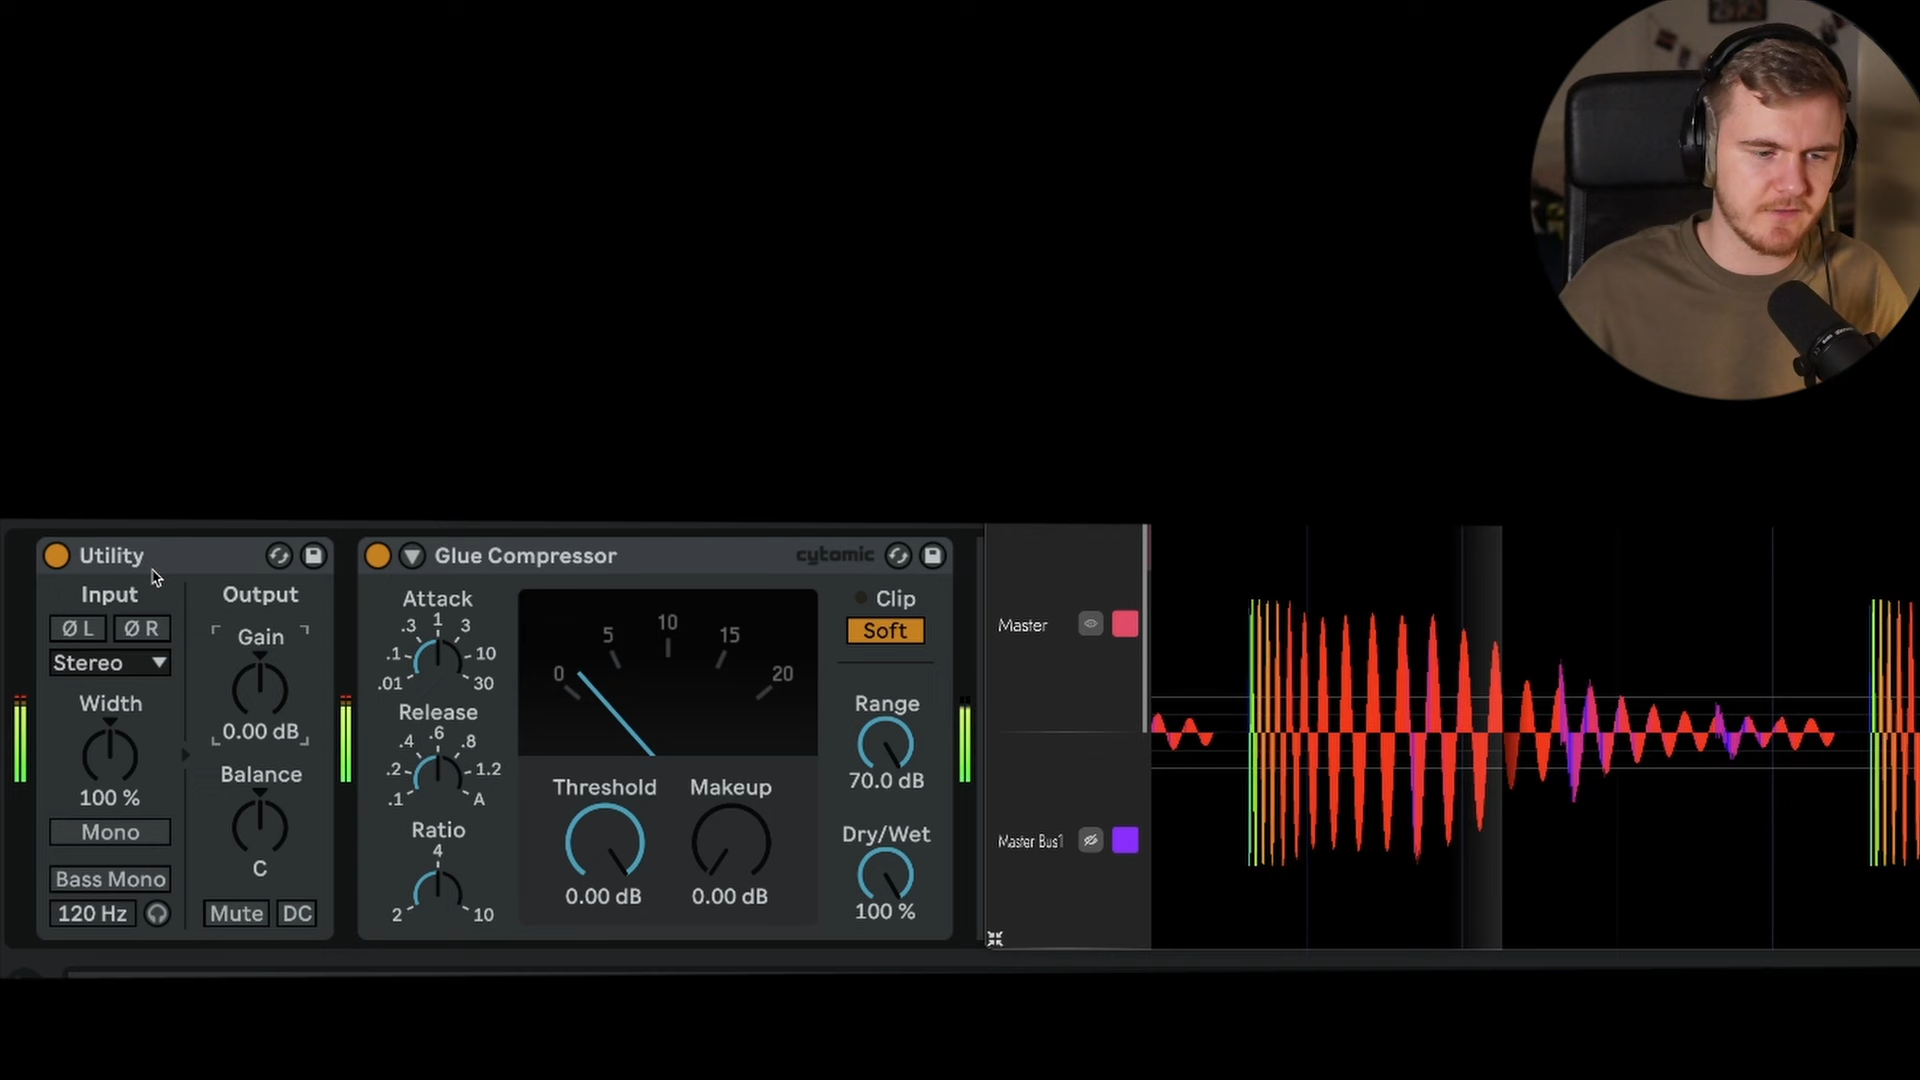 Utility
Input
Ø L Ø R
Stereo
Width
100 %
Mono
Bass Mono
120 Hz
Output
Gain
0.00 dB
Balance
C
Mute DC
Glue Compressor
cytomic
Attack
.01 .1 .3 1 3 10 30
Release
.1 .2 .4 .6 .8 1.2 A
Ratio
2 4 10
0 5 10 15 20
Threshold
0.00 dB
Makeup
0.00 dB
Clip
Soft
Range
70.0 dB
Dry/Wet
100 %
Master
Master Bus1